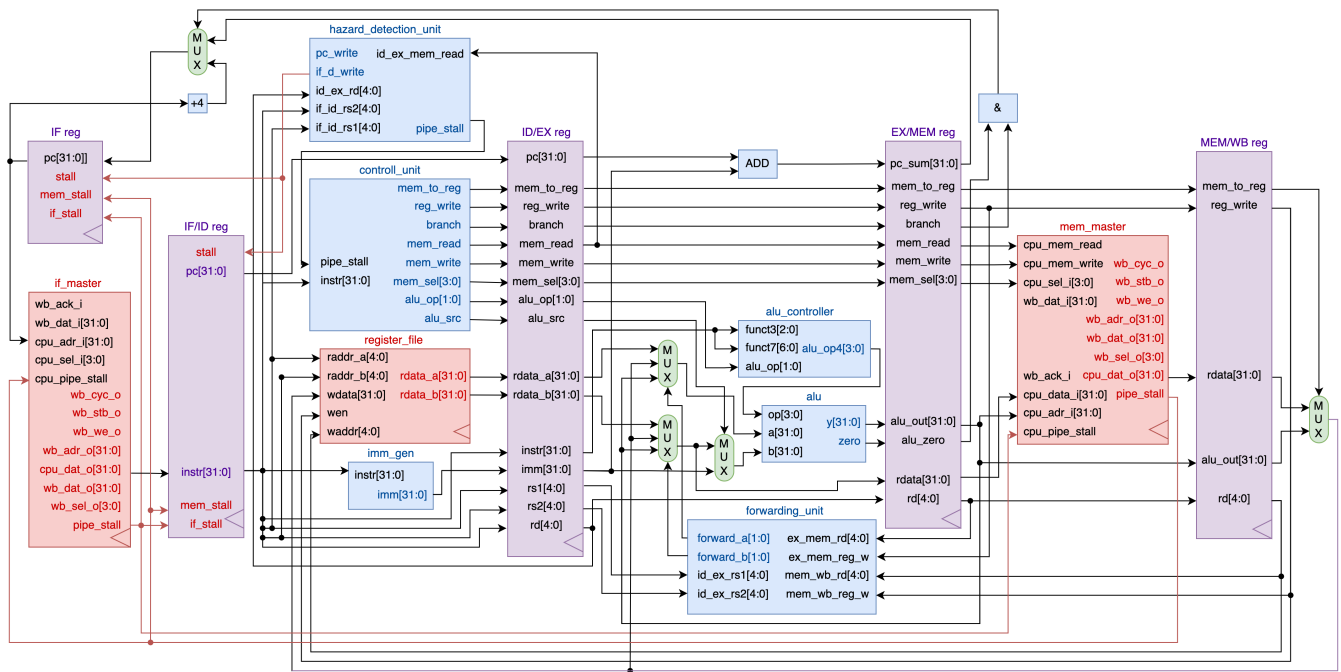 M
U
X
hazard_detection_unit
pc_write
id_ex_mem_read
if_d_write
id_ex_rd[4:0]
if_id_rs2[4:0]
if_id_rs1[4:0]
pipe_stall
+4
&
IF reg
pc[31:0]]
stall
mem_stall
if_stall
ID/EX reg
pc[31:0]
mem_to_reg
reg_write
branch
mem_read
mem_write
mem_sel[3:0]
alu_op[1:0]
alu_src
rdata_a[31:0]
rdata_b[31:0]
instr[31:0]
imm[31:0]
rs1[4:0]
rs2[4:0]
rd[4:0]
ADD
EX/MEM reg
pc_sum[31:0]
mem_to_reg
reg_write
branch
mem_read
mem_write
mem_sel[3:0]
alu_out[31:0]
alu_zero
rdata[31:0]
rd[4:0]
MEM/WB reg
mem_to_reg
reg_write
rdata[31:0]
alu_out[31:0]
rd[4:0]
controll_unit
mem_to_reg
reg_write
branch
mem_read
pipe_stall
mem_write
instr[31:0]
mem_sel[3:0]
alu_op[1:0]
alu_src
IF/ID reg
stall
pc[31:0]
instr[31:0]
mem_stall
if_stall
mem_master
cpu_mem_read
cpu_mem_write
wb_cyc_o
cpu_sel_i[3:0]
wb_stb_o
wb_dat_i[31:0]
wb_we_o
wb_adr_o[31:0]
wb_dat_o[31:0]
wb_sel_o[3:0]
wb_ack_i
cpu_dat_o[31:0]
cpu_data_i[31:0]
pipe_stall
cpu_adr_i[31:0]
cpu_pipe_stall
if_master
wb_ack_i
wb_dat_i[31:0]
cpu_adr_i[31:0]
cpu_sel_i[3:0]
cpu_pipe_stall
wb_cyc_o
wb_stb_o
wb_we_o
wb_adr_o[31:0]
cpu_dat_o[31:0]
wb_dat_o[31:0]
wb_sel_o[3:0]
pipe_stall
register_file
raddr_a[4:0]
raddr_b[4:0]
rdata_a[31:0]
wdata[31:0]
rdata_b[31:0]
wen
waddr[4:0]
imm_gen
instr[31:0]
imm[31:0]
M
U
X
M
U
X
M
U
X
alu_controller
funct3[2:0]
funct7[6:0]
alu_op4[3:0]
alu_op[1:0]
alu
op[3:0]
y[31:0]
a[31:0]
zero
b[31:0]
M
U
X
forwarding_unit
forward_a[1:0]
ex_mem_rd[4:0]
forward_b[1:0]
ex_mem_reg_w
id_ex_rs1[4:0]
mem_wb_rd[4:0]
id_ex_rs2[4:0]
mem_wb_reg_w